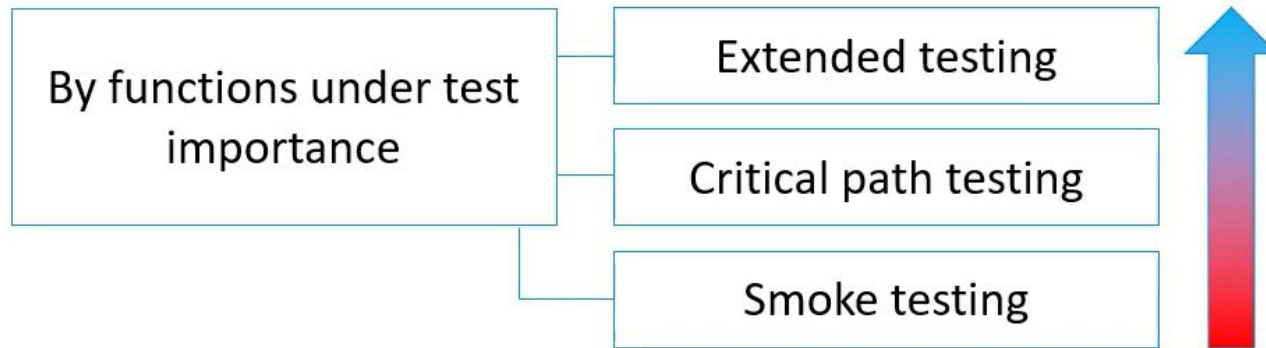 By functions under test
importance
Extended testing
Critical path testing
Smoke testing